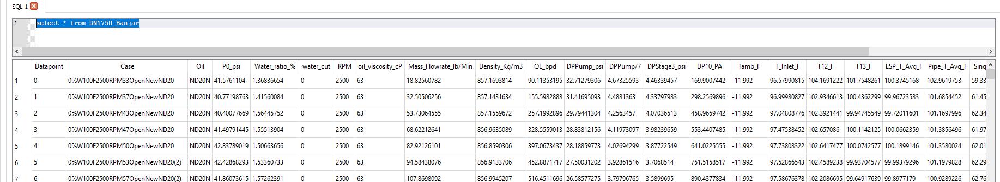 SQL 1
1 select * from DN1750_Banjar
Datapoint Case Oil P0_psi Water_ratio_% water_cut RPM oil_viscosity_cP Mass_Flowrate_lb/Min Density_Kg/m3 QL_bpd DPPump_psi DPPump/7 DPStage3_psi DP10_PA Tamb_F T_Inlet_F T12_F T13_F ESP_T_Avg_F Pipe_T_Avg_F Sing
1 0 0%W100F2500RPM33OpenNewND20 ND20N 41.5761104 1.36836654 0 2500 63 18.82560782 857.1693814 90.11353195 32.71279306 4.67325593 4.46339457 169.9007442 -11.992 96.57990815 104.1691222 101.7548261 100.3745168 102.9619753 59.33
2 1 0%W100F2500RPM37OpenNewND20 ND20N 40.77198763 1.41560084 0 2500 63 32.50506256 857.1431634 155.5982888 31.41695093 4.4881363 4.33797983 298.2569896 -11.992 96.99980827 102.9346613 100.4362299 99.96723583 101.6854452 61.45
3 2 0%W100F2500RPM43OpenNewND20 ND20N 40.40077669 1.56445752 0 2500 63 53.73064555 857.1559672 257.1992896 29.79441304 4.2563457 4.07036513 458.9659742 -11.992 97.04808776 102.3921441 99.94745549 99.72011601 101.1697996 62.34
4 3 0%W100F2500RPM47OpenNewND20 ND20N 41.49791445 1.55513904 0 2500 63 68.62212641 856.9635089 328.5559013 28.83812156 4.11973097 3.98239659 553.4407485 -11.992 97.47538452 102.657086 100.1142125 100.0662359 101.3856496 61.97
5 4 0%W100F2500RPM50OpenNewND20 ND20N 42.83789019 1.50663656 0 2500 63 82.92126101 856.8590306 397.0673437 28.18859773 4.02694299 3.87722549 641.0225555 -11.992 97.73808322 102.6417477 100.0742577 100.1899146 101.3580024 62.01
6 5 0%W100F2500RPM53OpenNewND20(2) ND20N 42.42868293 1.53360733 0 2500 63 94.58438076 856.9133706 452.8871717 27.50031202 3.92861516 3.7068514 751.5158517 -11.992 97.52866543 102.4589238 99.93704577 99.99379296 101.1979828 62.29
7 6 0%W100F2500RPM57OpenNewND20(2) ND20N 41.86073615 1.57262391 0 2500 63 107.8698092 856.9945207 516.4511696 26.58577275 3.79796765 3.5899695 890.4377834 -11.992 97.58676378 102.2086695 99.64917639 99.8977179 100.9289226 62.76